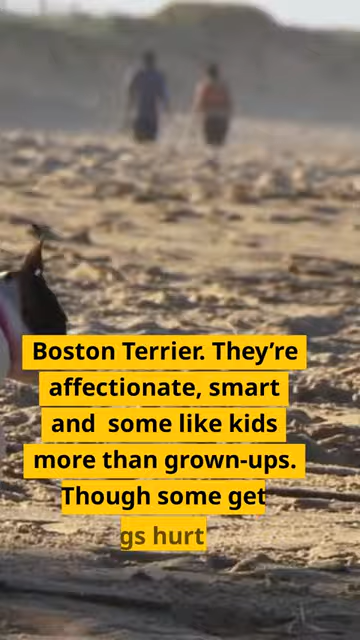 Boston Terrier. They’re
affectionate, smart
and  some like kids
more than grown-ups.
Though some get
gs hurt